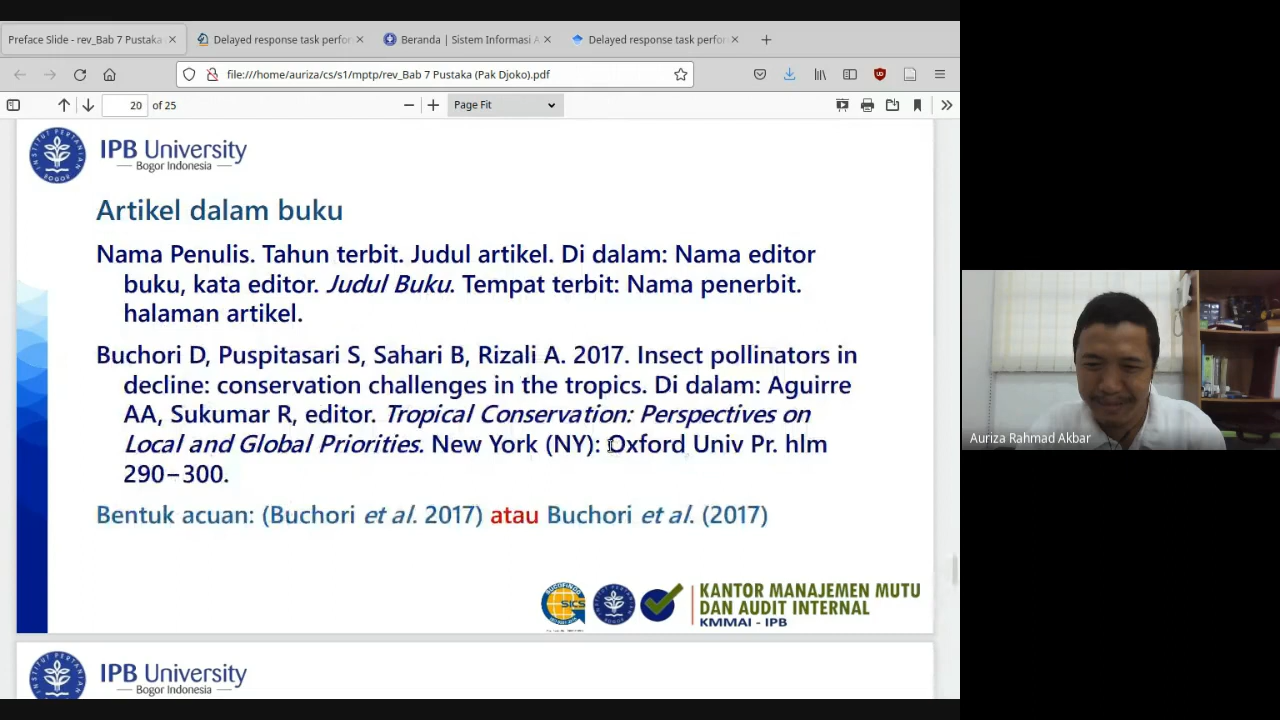 Preface Slide - rev_Bab 7 Pustaka
Delayed response task perfor
Beranda | Sistem Informasi A
Delayed response task perfor
file:///home/auriza/cs/s1/mptp/rev_Bab 7 Pustaka (Pak Djoko).pdf
20 of 25
Page Fit
IPB University
Bogor Indonesia
Artikel dalam buku
Nama Penulis. Tahun terbit. Judul artikel. Di dalam: Nama editor
buku, kata editor. Judul Buku. Tempat terbit: Nama penerbit.
halaman artikel.
Buchori D, Puspitasari S, Sahari B, Rizali A. 2017. Insect pollinators in
decline: conservation challenges in the tropics. Di dalam: Aguirre
AA, Sukumar R, editor. Tropical Conservation: Perspectives on
Local and Global Priorities. New York (NY): Oxford Univ Pr. hlm
290–300.
Bentuk acuan: (Buchori et al. 2017) atau Buchori et al. (2017)
SICS
KANTOR MANAJEMEN MUTU
DAN AUDIT INTERNAL
KMMAI - IPB
IPB University
Bogor Indonesia
Auriza Rahmad Akbar